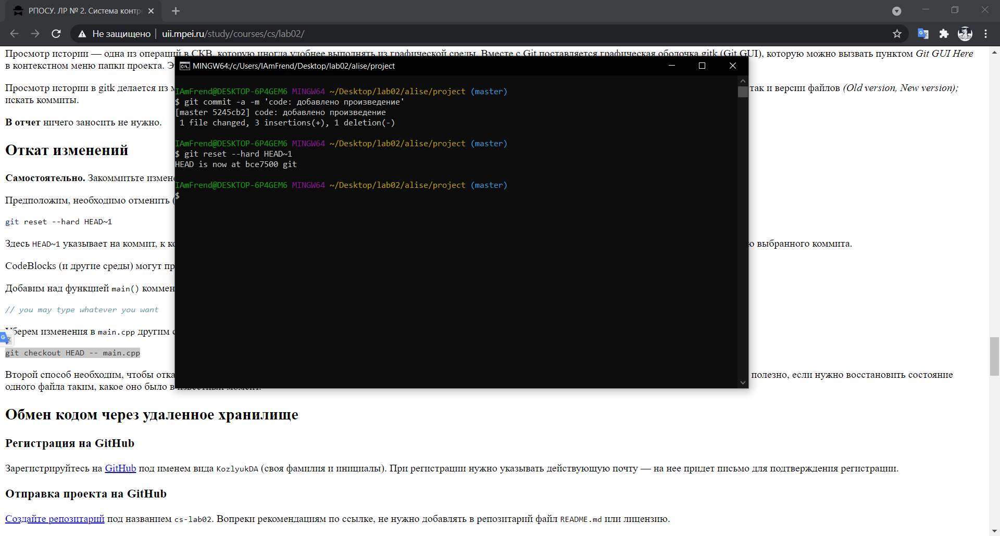 РПОСУ. ЛР № 2. Система контр
Не защищено | uii.mpei.ru/study/courses/cs/lab02/
Просмотр истории — одна из операций в СКВ, которую иногда удобнее выполнять из графической среды. Вместе с Git поставляется графическая оболочка gitk (Git GUI), которую можно вызвать пунктом Git GUI Here
в контекстном меню папки проекта. Э
MINGW64:/c/Users/IAmFrend/Desktop/lab02/alise/project
Просмотр истории в gitk делается из м
так и версии файлов (Old version, New version);
искать коммиты.
В отчет ничего заносить не нужно.
Откат изменений
Самостоятельно. Закоммитьте измене
Предположим, необходимо отменить (
git reset --hard HEAD~1
Здесь HEAD~1 указывает на коммит, к ко
ю выбранного коммита.
CodeBlocks (и другие среды) могут пр
Добавим над функцией main() коммен
// you may type whatever you want
Уберем изменения в main.cpp другим с
git checkout HEAD -- main.cpp
Второй способ необходим, чтобы отка
полезно, если нужно восстановить состояние
одного файла таким, какое оно было в известный момент.
IAmFrend@DESKTOP-6P4GEM6 MINGW64 ~/Desktop/lab02/alise/project (master)
$ git commit -a -m 'code: добавлено произведение'
[master 5245cb2] code: добавлено произведение
1 file changed, 3 insertions(+), 1 deletion(-)
IAmFrend@DESKTOP-6P4GEM6 MINGW64 ~/Desktop/lab02/alise/project (master)
$ git reset --hard HEAD~1
HEAD is now at bce7500 git
IAmFrend@DESKTOP-6P4GEM6 MINGW64 ~/Desktop/lab02/alise/project (master)
$
Обмен кодом через удаленное хранилище
Регистрация на GitHub
Зарегистрируйтесь на GitHub под именем вида KozlyukDA (своя фамилия и инициалы). При регистрации нужно указывать действующую почту — на нее придет письмо для подтверждения регистрации.
Отправка проекта на GitHub
Создайте репозитарий под названием cs-lab02. Вопреки рекомендациям по ссылке, не нужно добавлять в репозитарий файл README.md или лицензию.